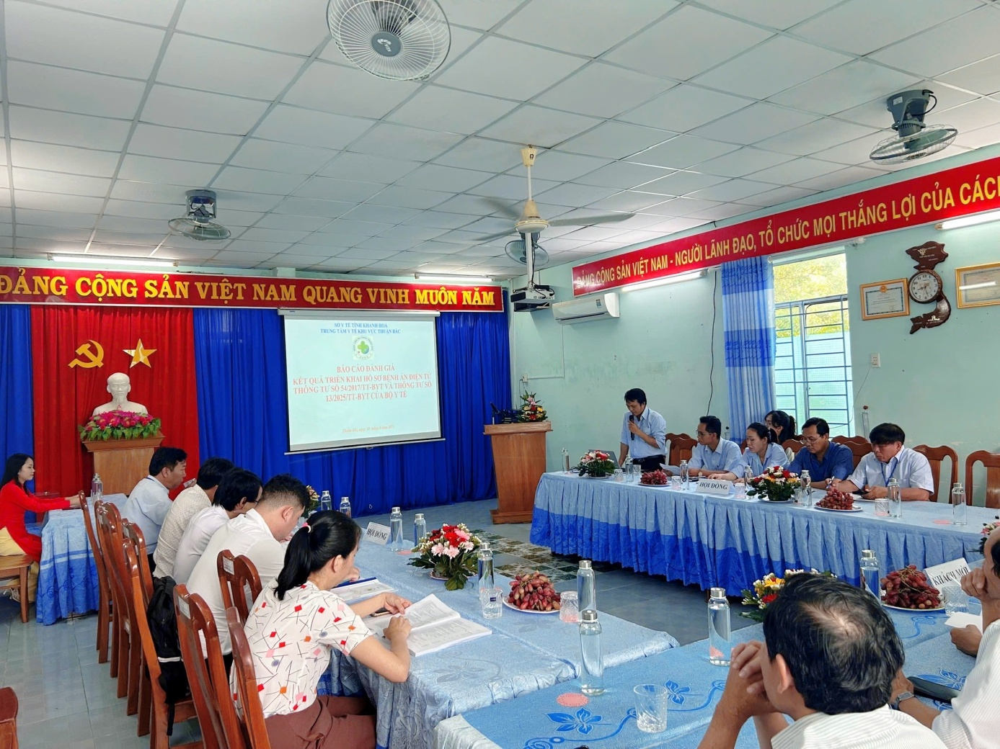 ĐẢNG CỘNG SẢN VIỆT NAM QUANG VINH MUÔN NĂM
ĐẢNG CỘNG SẢN VIỆT NAM - NGƯỜI LÃNH ĐẠO, TỔ CHỨC MỌI THẮNG LỢI CỦA CÁCH
SỞ Y TẾ TỈNH KHÁNH HOÀ
TRUNG TÂM Y TẾ KHU VỰC THUẬN BẮC
BÁO CÁO ĐÁNH GIÁ
KẾT QUẢ TRIỂN KHAI HỒ SƠ BỆNH ÁN ĐIỆN TỬ
THÔNG TƯ SỐ 54/2017/TT-BYT VÀ THÔNG TƯ SỐ
13/2025/TT-BYT CỦA BỘ Y TẾ
HỘI ĐỒNG
HỘI ĐỒNG
KHÁCH MỜI